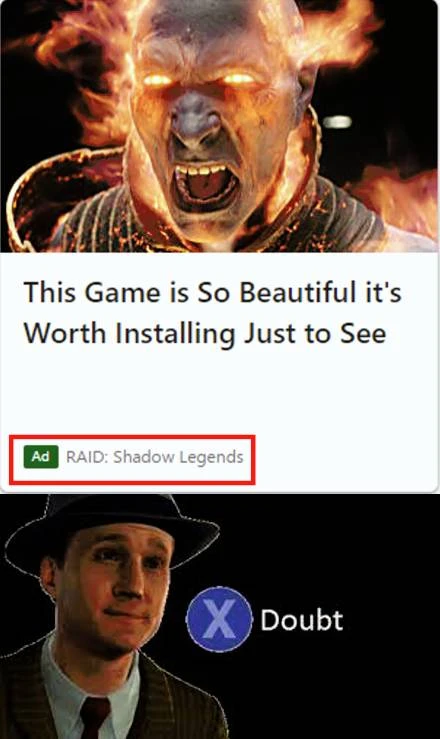 This Game is So Beautiful it's
Worth Installing Just to See
Ad RAID: Shadow Legends
X Doubt